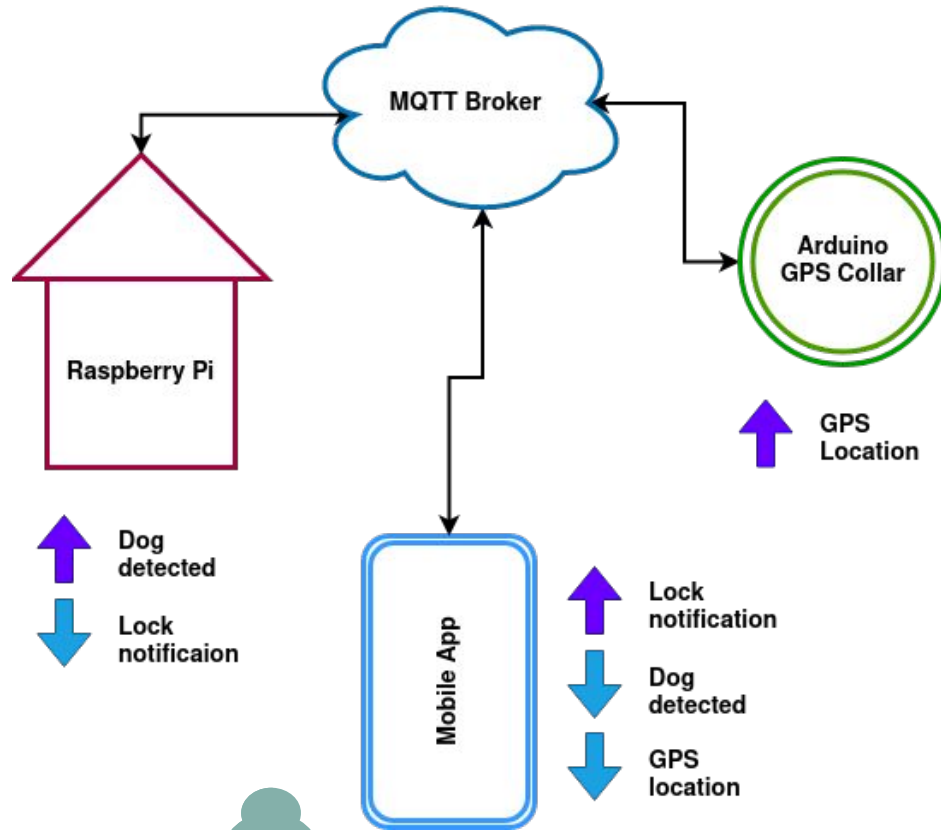 MQTT Broker
Arduino
GPS Collar
Raspberry Pi
GPS
Location
Dog
detected
Lock
notificaion
Mobile App
Lock
notification
Dog
detected
GPS
location